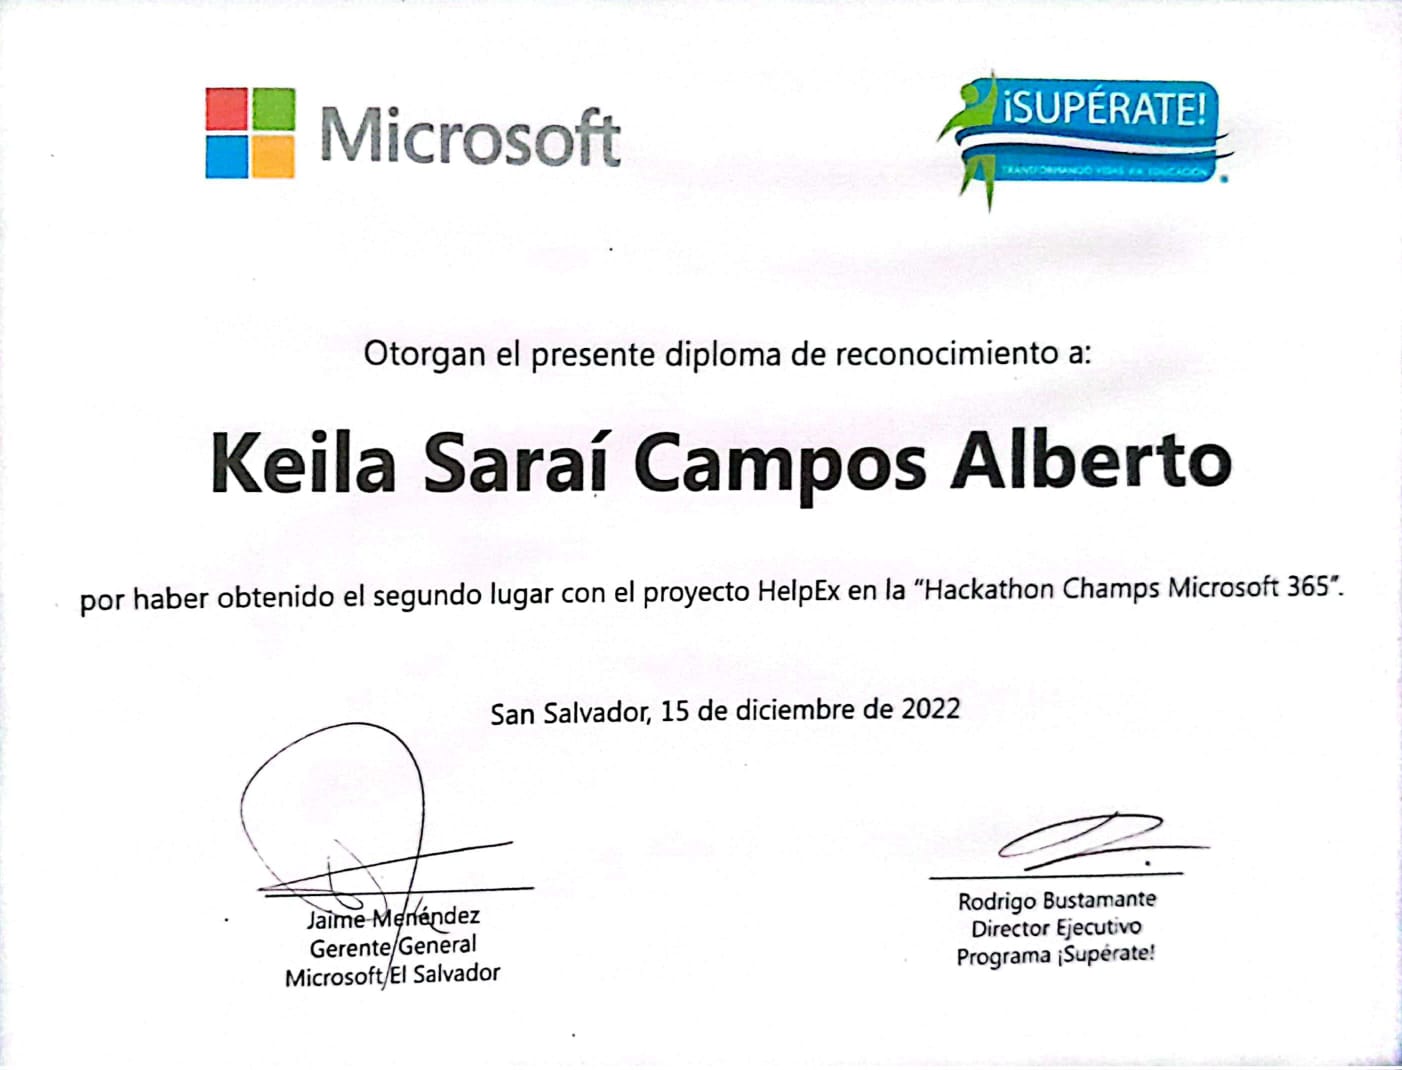 Microsoft
¡SUPÉRATE!
TRANSFORMANDO VIDAS EN EDUCACIÓN
Otorgan el presente diploma de reconocimiento a:
Keila Saraí Campos Alberto
por haber obtenido el segundo lugar con el proyecto HelpEx en la “Hackathon Champs Microsoft 365”.
San Salvador, 15 de diciembre de 2022
Jaime Menéndez
Gerente General
Microsoft El Salvador
Rodrigo Bustamante
Director Ejecutivo
Programa ¡Supérate!